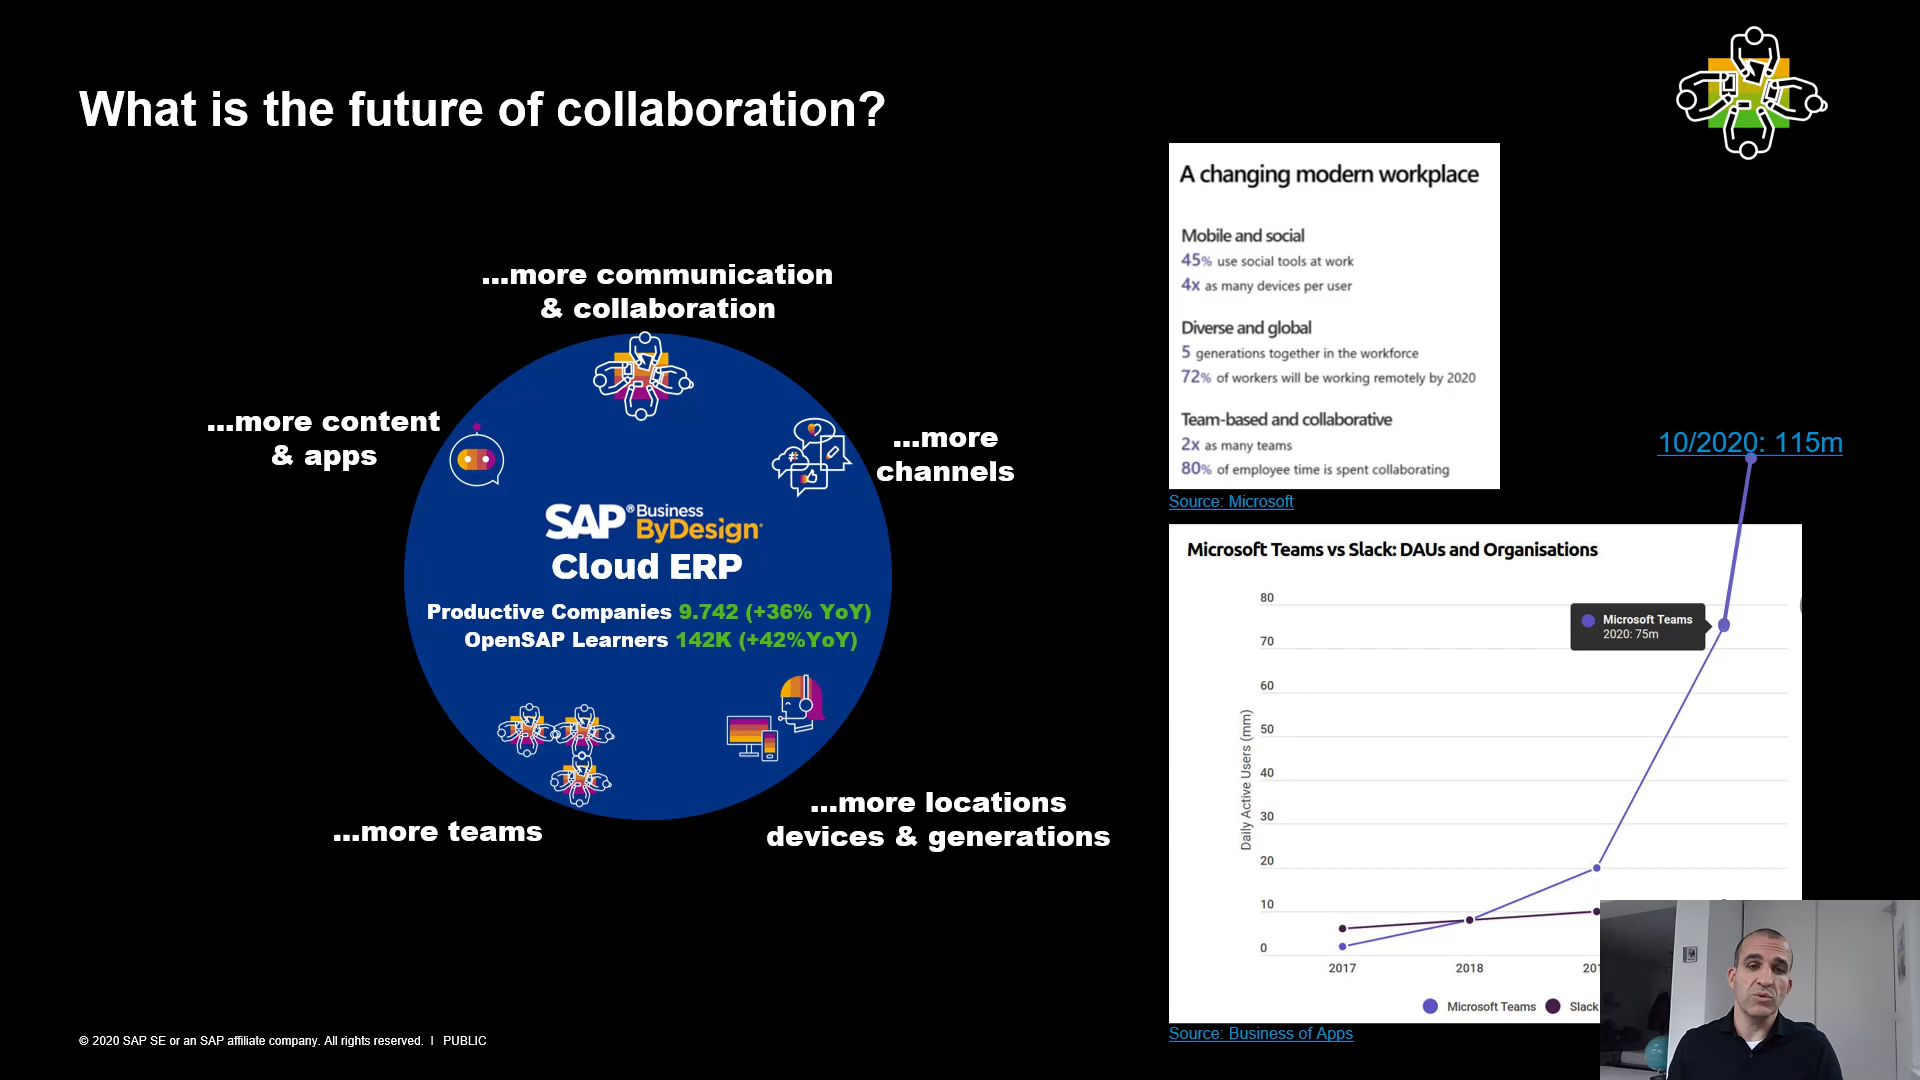 What is the future of collaboration?
...more communication
& collaboration
...more content
& apps
...more
channels
SAP® Business
ByDesign
Cloud ERP
Productive Companies 9.742 (+36% YoY)
OpenSAP Learners 142K (+42%YoY)
...more teams
...more locations
devices & generations
A changing modern workplace
Mobile and social
45% use social tools at work
4x as many devices per user
Diverse and global
5 generations together in the workforce
72% of workers will be working remotely by 2020
Team-based and collaborative
2x as many teams
80% of employee time is spent collaborating
Source: Microsoft
10/2020: 115m
Microsoft Teams vs Slack: DAUs and Organisations
Daily Active Users (mm)
80
70
60
50
40
30
20
10
0
Microsoft Teams
2020: 75m
2017
2018
201
Microsoft Teams
Slack
Source: Business of Apps
© 2020 SAP SE or an SAP affiliate company. All rights reserved. I PUBLIC